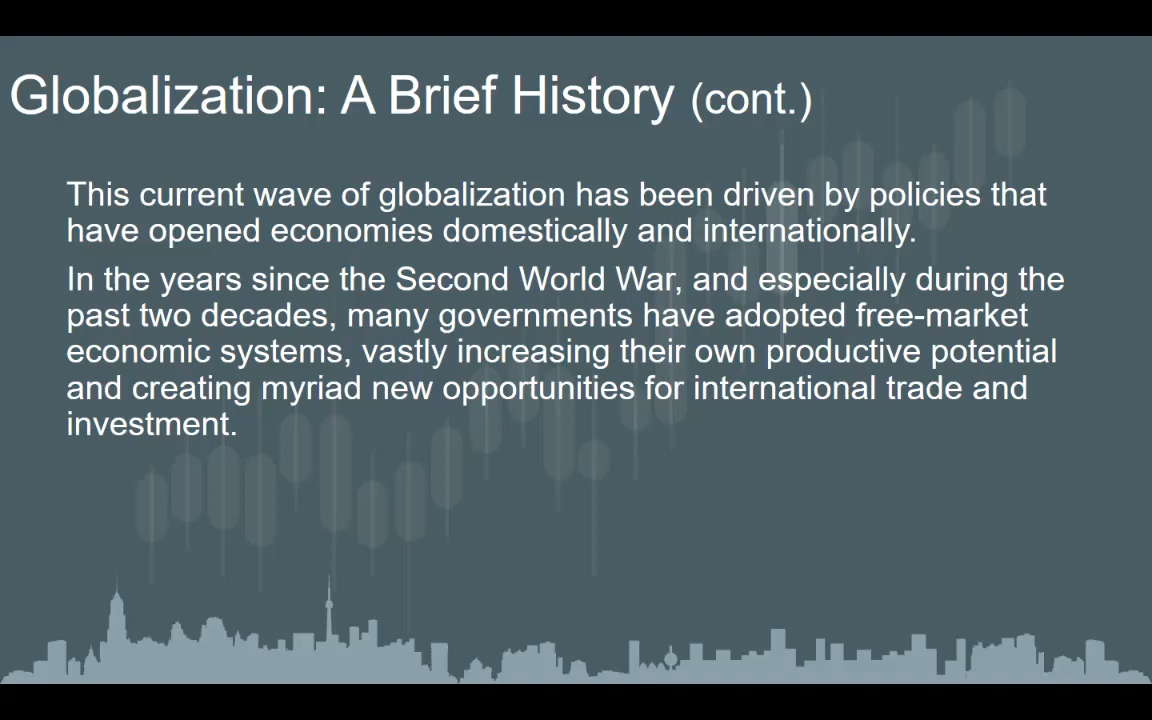 Globalization: A Brief History (cont.)
This current wave of globalization has been driven by policies that
have opened economies domestically and internationally.
In the years since the Second World War, and especially during the
past two decades, many governments have adopted free-market
economic systems, vastly increasing their own productive potential
and creating myriad new opportunities for international trade and
investment.